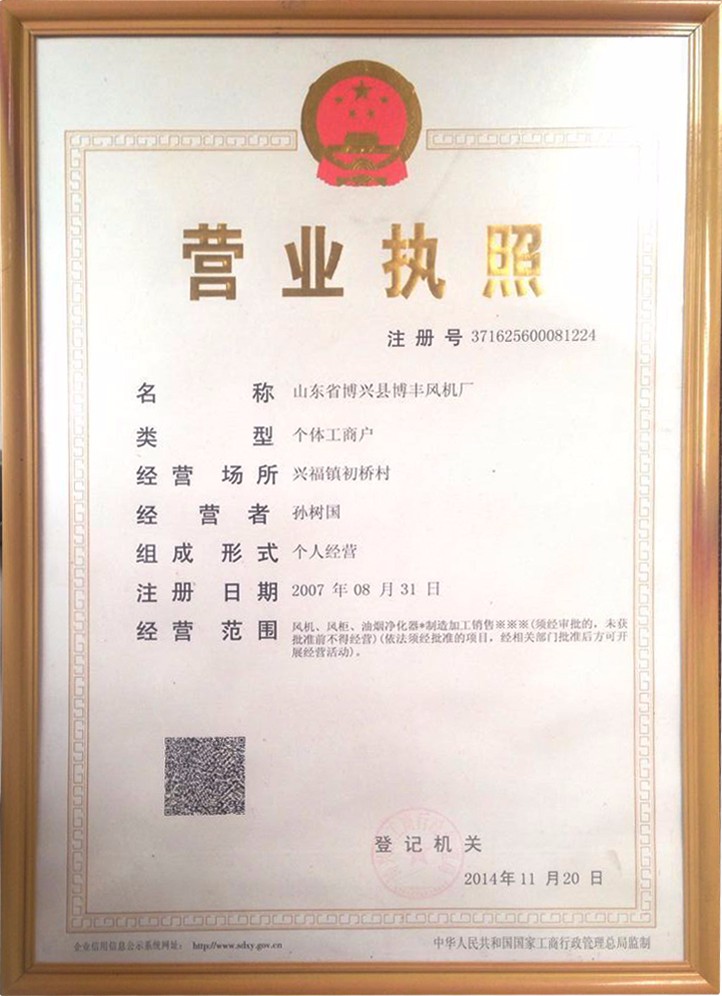 营业执照
注册号 371625600081224
名称 山东省博兴县博丰风机厂
类型 个体工商户
经营场所 兴福镇初桥村
经营者 孙树国
组成形式 个人经营
注册日期 2007 年 08 月 31 日
经营范围 风机、风柜、油烟净化器*制造加工销售※※※(须经审批的,未获
批准前不得经营)(依法须经批准的项目,经相关部门批准后方可开
展经营活动)。
登记机关
2014年 11 月 20 日
企业信用信息公示系统网址: http://www.sdxy.gov.cn
中华人民共和国国家工商行政管理总局监制